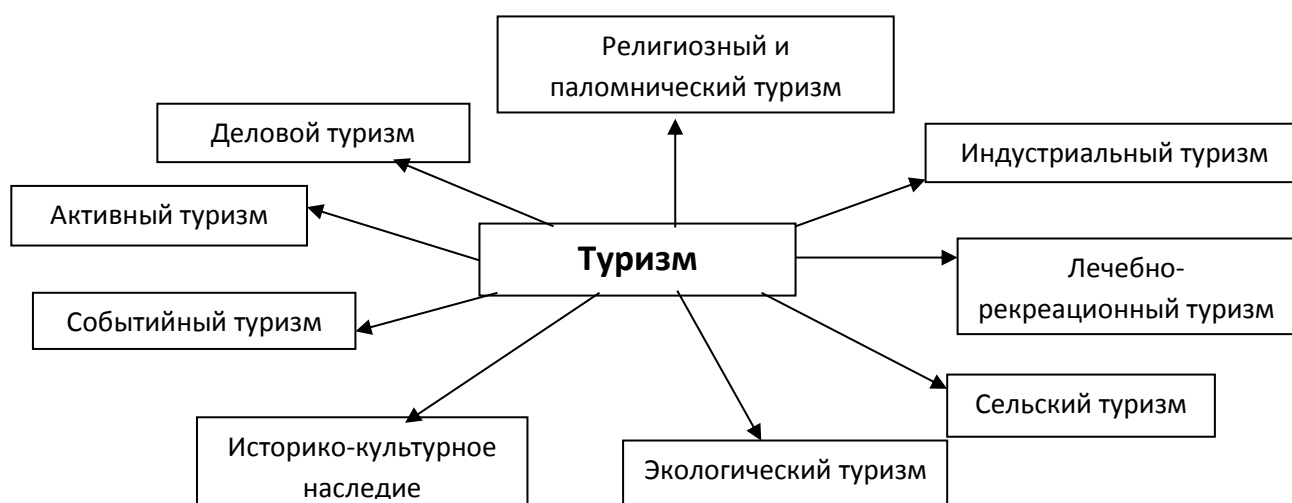 Религиозный и
паломнический туризм
Деловой туризм
Индустриальный туризм
Активный туризм
Туризм
Лечебно-
рекреационный туризм
Событийный туризм
Сельский туризм
Историко-культурное
наследие
Экологический туризм